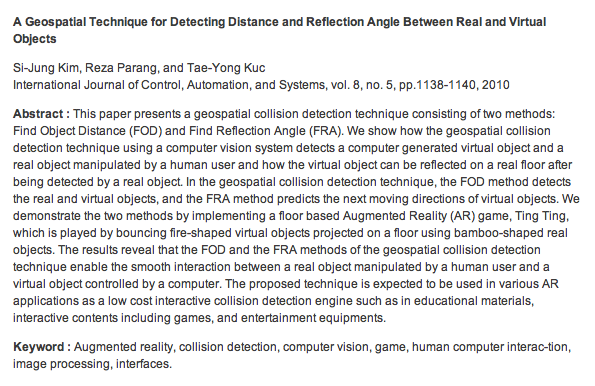 A Geospatial Technique for Detecting Distance and Reflection Angle Between Real and Virtual
Objects
Si-Jung Kim, Reza Parang, and Tae-Yong Kuc
International Journal of Control, Automation, and Systems, vol. 8, no. 5, pp.1138-1140, 2010
Abstract : This paper presents a geospatial collision detection technique consisting of two methods:
Find Object Distance (FOD) and Find Reflection Angle (FRA). We show how the geospatial collision
detection technique using a computer vision system detects a computer generated virtual object and a
real object manipulated by a human user and how the virtual object can be reflected on a real floor after
being detected by a real object. In the geospatial collision detection technique, the FOD method detects
the real and virtual objects, and the FRA method predicts the next moving directions of virtual objects. We
demonstrate the two methods by implementing a floor based Augmented Reality (AR) game, Ting Ting,
which is played by bouncing fire-shaped virtual objects projected on a floor using bamboo-shaped real
objects. The results reveal that the FOD and the FRA methods of the geospatial collision detection
technique enable the smooth interaction between a real object manipulated by a human user and a
virtual object controlled by a computer. The proposed technique is expected to be used in various AR
applications as a low cost interactive collision detection engine such as in educational materials,
interactive contents including games, and entertainment equipments.
Keyword : Augmented reality, collision detection, computer vision, game, human computer interac-tion,
image processing, interfaces.